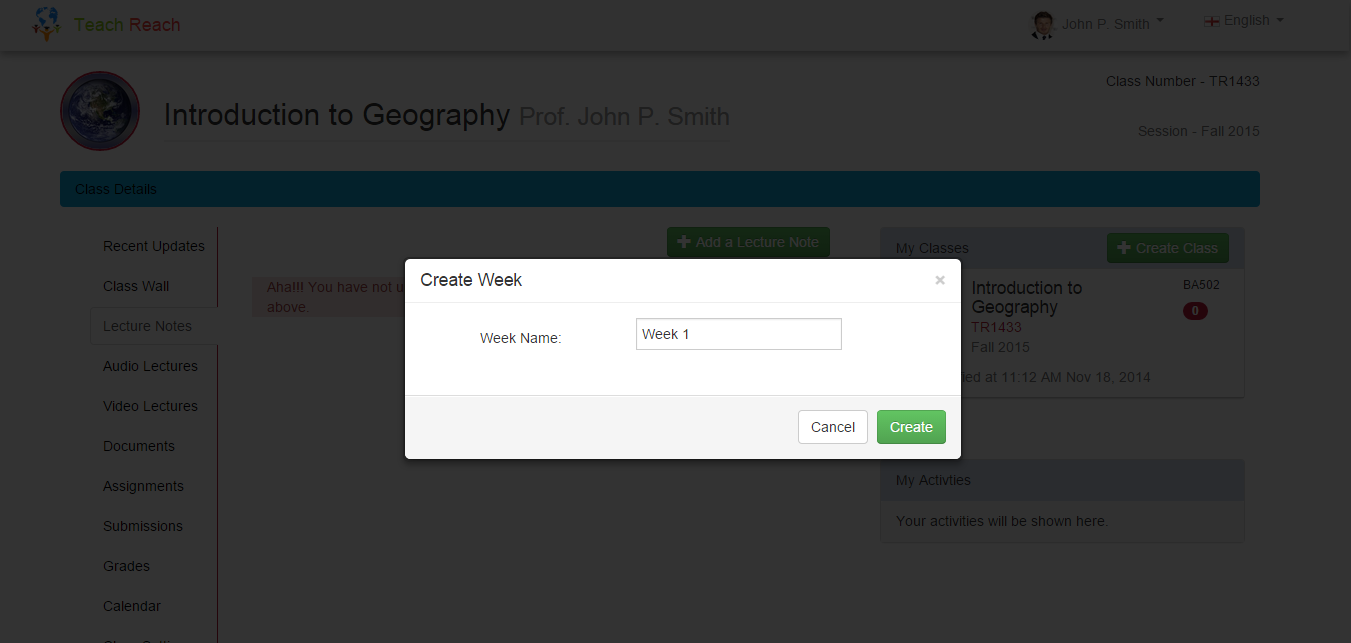 Teach Reach
John P. Smith
English
Introduction to Geography Prof. John P. Smith
Class Number - TR1433
Session - Fall 2015
Class Details
Recent Updates
Class Wall
Lecture Notes
Audio Lectures
Video Lectures
Documents
Assignments
Submissions
Grades
Calendar
Add a Lecture Note
Aha!!! You have not u
above.
Create Week
×
Week Name:
Week 1
Cancel
Create
My Classes
Create Class
Introduction to
Geography
BA502
0
TR1433
Fall 2015
at 11:12 AM Nov 18, 2014
My Activties
Your activities will be shown here.